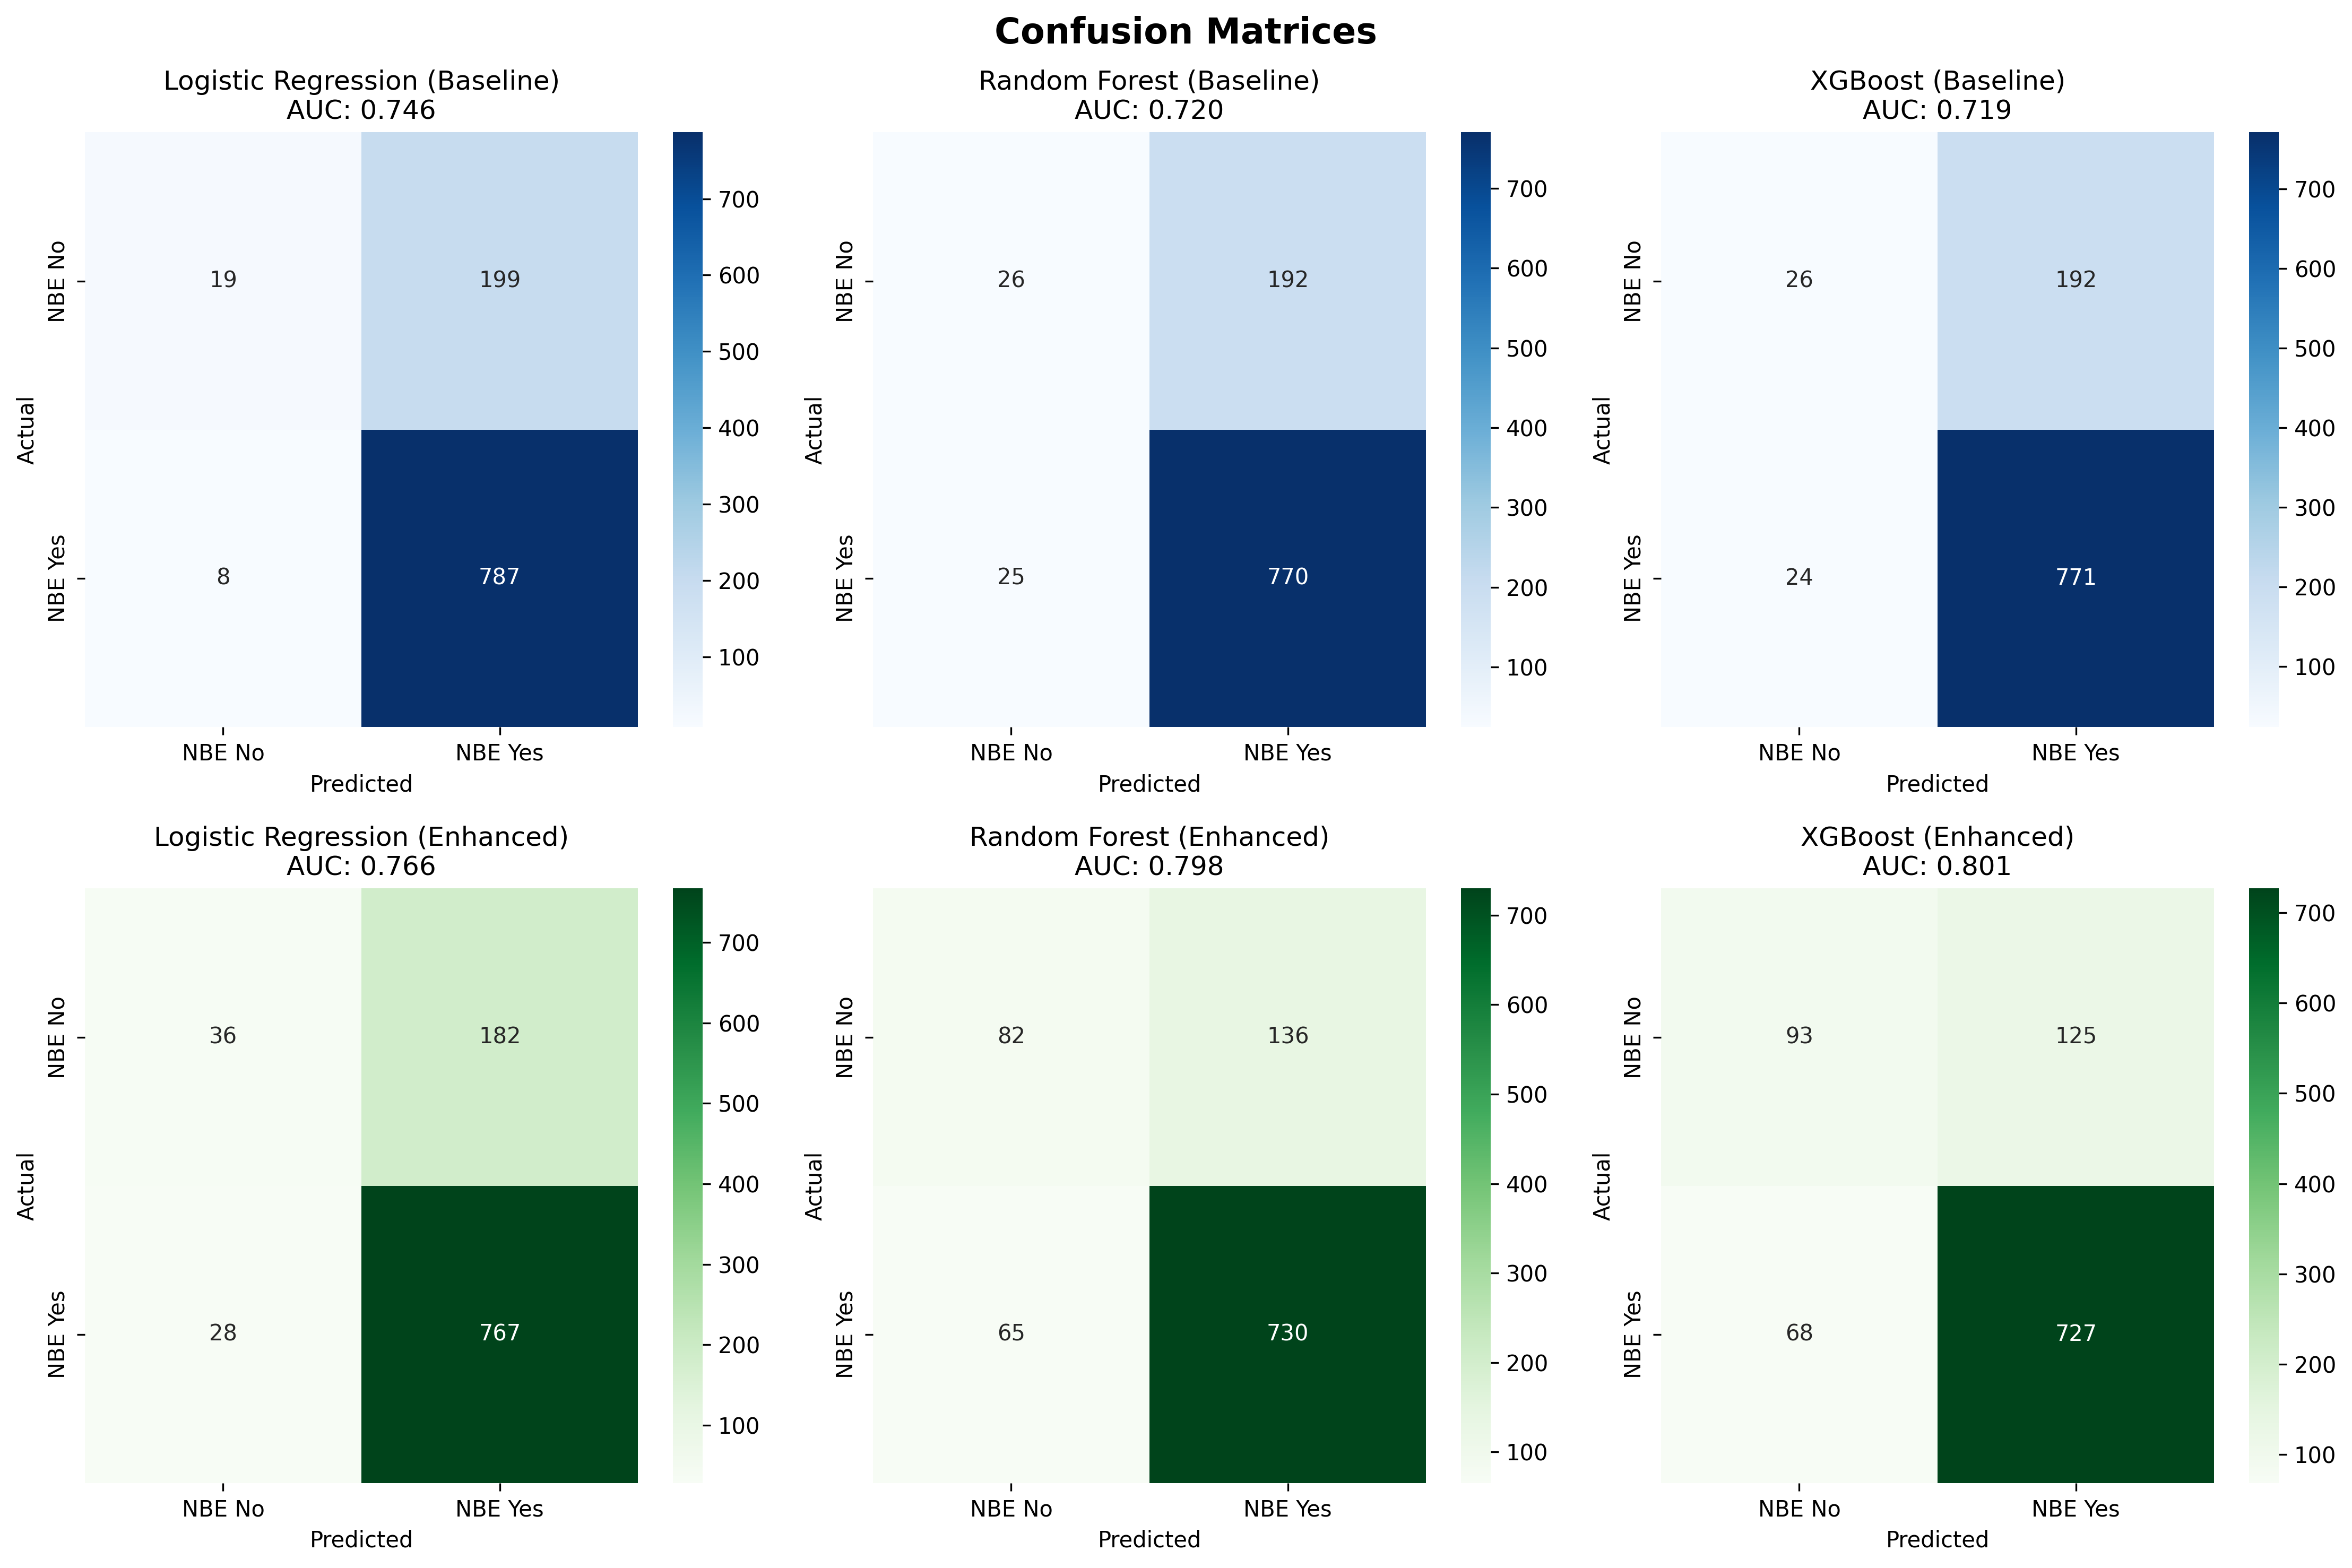 Confusion Matrices
Logistic Regression (Baseline)
AUC: 0.746
700
600
500
400
300
200
100
Actual
NBE No
NBE Yes
19
199
8
787
NBE No
NBE Yes
Predicted
Random Forest (Baseline)
AUC: 0.720
700
600
500
400
300
200
100
Actual
NBE No
NBE Yes
26
192
25
770
NBE No
NBE Yes
Predicted
XGBoost (Baseline)
AUC: 0.719
700
600
500
400
300
200
100
Actual
NBE No
NBE Yes
26
192
24
771
NBE No
NBE Yes
Predicted
Logistic Regression (Enhanced)
AUC: 0.766
700
600
500
400
300
200
100
Actual
NBE No
NBE Yes
36
182
28
767
NBE No
NBE Yes
Predicted
Random Forest (Enhanced)
AUC: 0.798
700
600
500
400
300
200
100
Actual
NBE No
NBE Yes
82
136
65
730
NBE No
NBE Yes
Predicted
XGBoost (Enhanced)
AUC: 0.801
700
600
500
400
300
200
100
Actual
NBE No
NBE Yes
93
125
68
727
NBE No
NBE Yes
Predicted